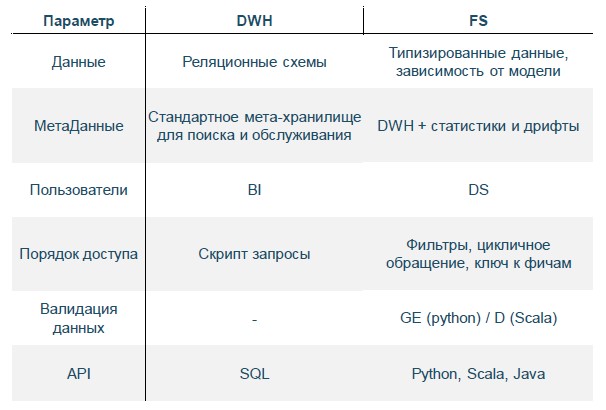 Параметр DWH FS
Данные Реляционные схемы Типизированные данные,
зависимость от модели
МетаДанные Стандартное мета-хранилище
для поиска и обслуживания DWH + статистики и дрифты
Пользователи BI DS
Порядок доступа Скрипт запросы Фильтры, цикличное
обращение, ключ к фичам
Валидация
данных - GE (python) / D (Scala)
API SQL Python, Scala, Java